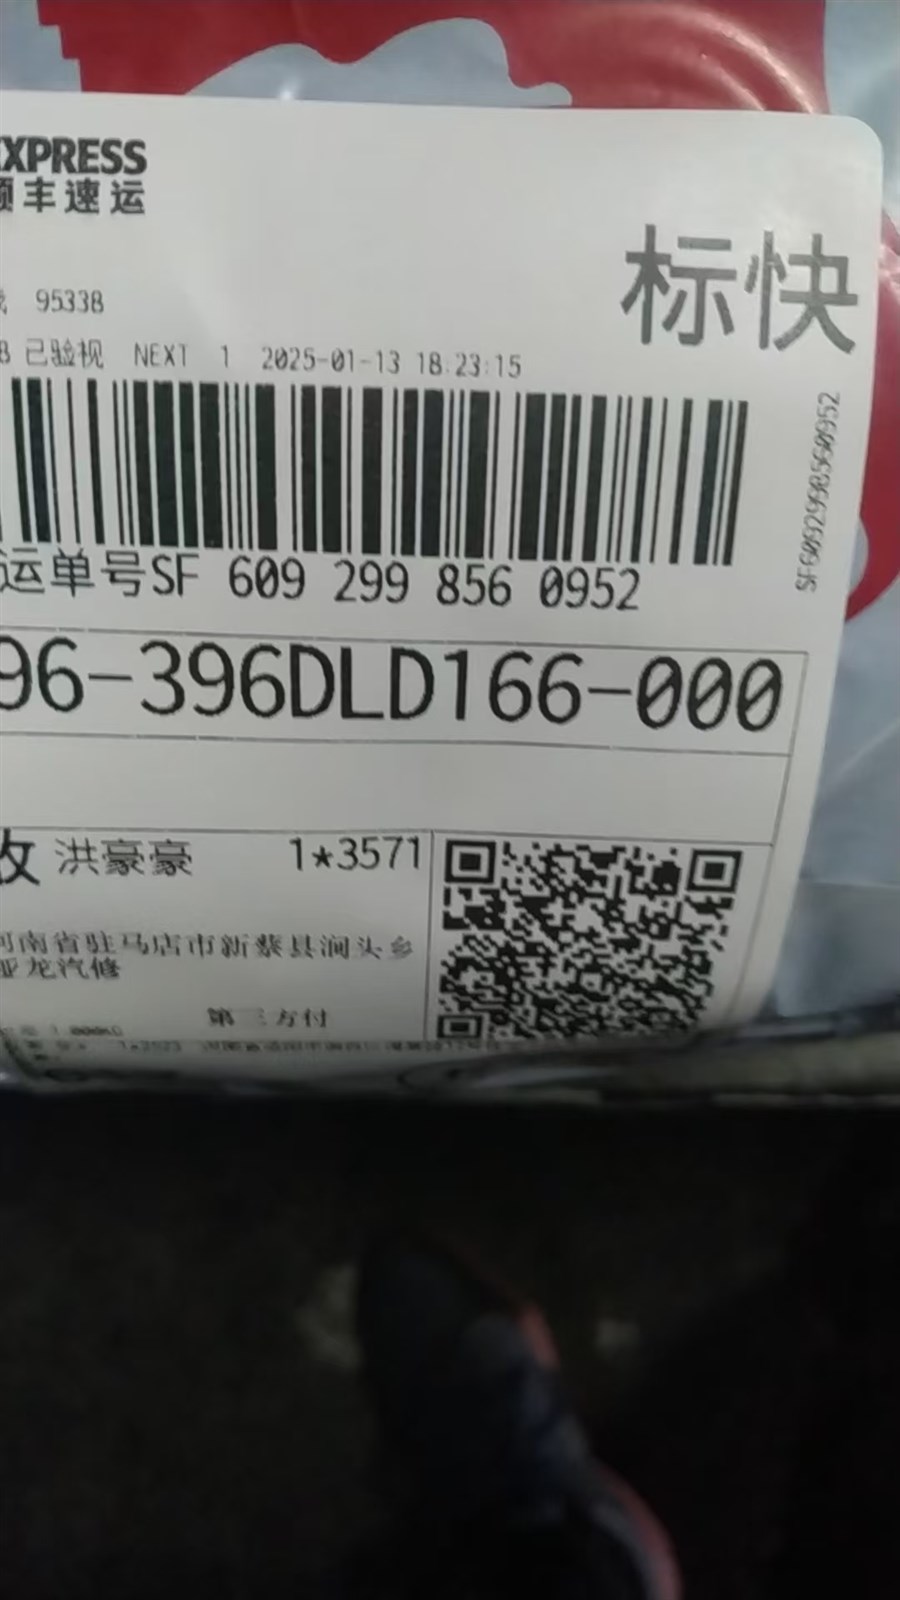 EXPRESS
顺丰速运
标快
95338
已验视 NEXT 1 2025-01-13 18:23:15
SF6092998560952
运单号SF 609 299 856 0952
96-396DLD166-000
收 洪豪豪 1*3571
河南省驻马店市新蔡县涧头乡
亚龙汽修
第三方付